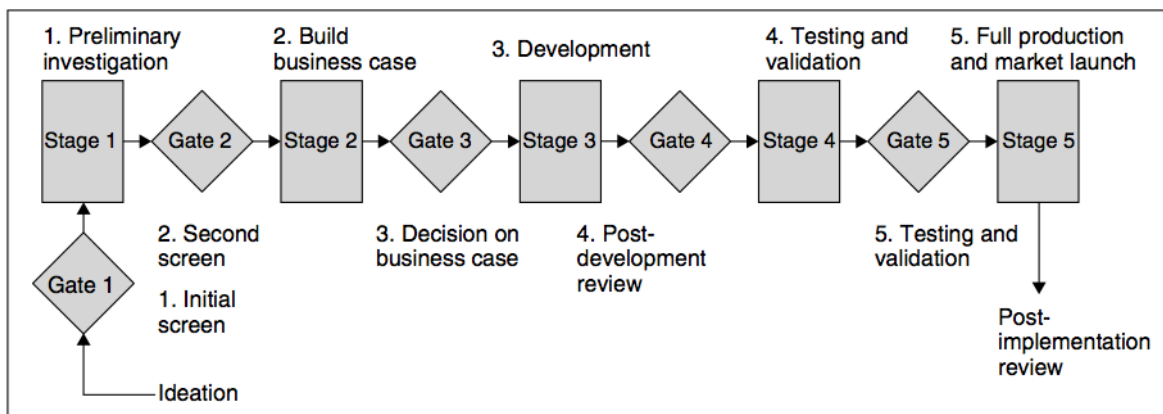 1. Preliminary
investigation
2. Build
business case
3. Development
4. Testing and
validation
5. Full production
and market launch
Stage 1
Gate 2
Stage 2
Gate 3
Stage 3
Gate 4
Stage 4
Gate 5
Stage 5
2. Second
screen
3. Decision on
business case
4. Post-
development
review
5. Testing and
validation
Gate 1
1. Initial
screen
Post-
implementation
review
Ideation